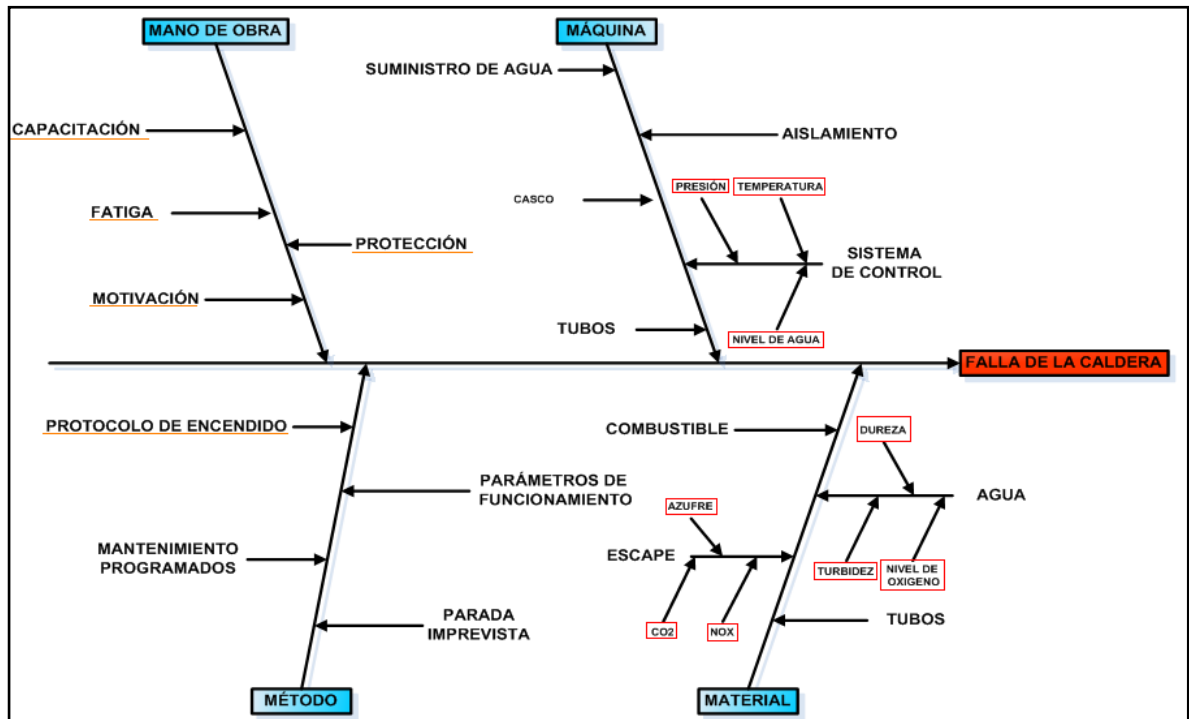 MANO DE OBRA
MÁQUINA
SUMINISTRO DE AGUA
CAPACITACIÓN
AISLAMIENTO
PRESIÓN
TEMPERATURA
CASCO
FATIGA
PROTECCIÓN
SISTEMA
DE CONTROL
MOTIVACIÓN
TUBOS
NIVEL DE AGUA
FALLA DE LA CALDERA
PROTOCOLO DE ENCENDIDO
COMBUSTIBLE
DUREZA
PARÁMETROS DE
FUNCIONAMIENTO
AGUA
AZUFRE
MANTENIMIENTO
PROGRAMADOS
ESCAPE
TURBIDEZ
NIVEL DE
OXIGENO
PARADA
IMPREVISTA
CO2
NOX
TUBOS
MÉTODO
MATERIAL